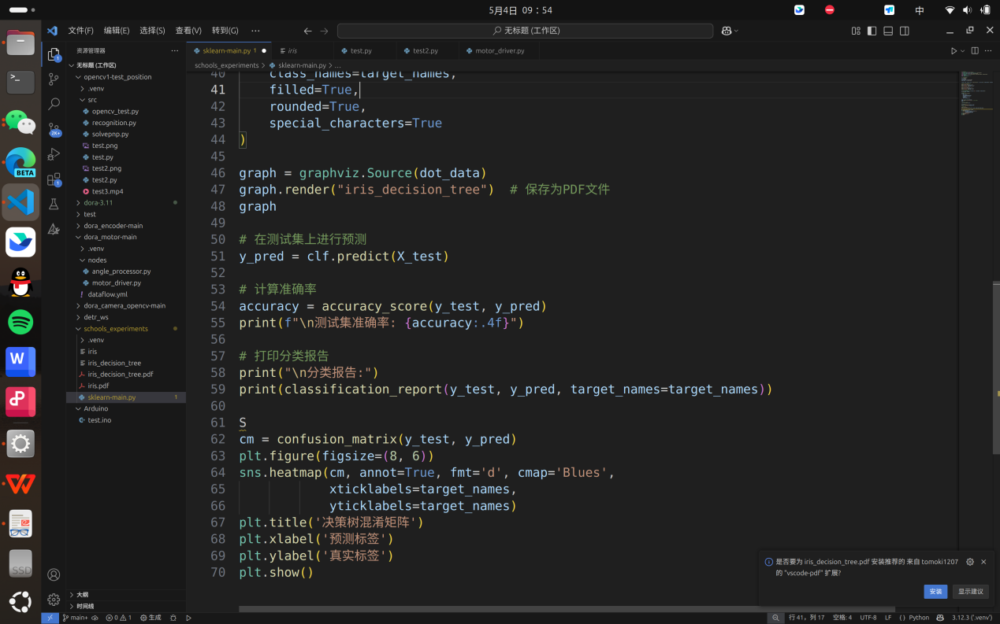 5月4日 09：54
中
文件(F) 编辑(E) 选择(S) 查看(V) 转到(G) ···
无标题 (工作区)
资源管理器
sklearn-main.py 1
iris
test.py
test2.py
motor_driver.py
schools_experiments > sklearn-main.py > ...
无标题 (工作区)
opencv1-test_position
.venv
src
opencv_test.py
recognition.py
solvepnp.py
test.png
test.py
test2.png
test2.py
test3.mp4
dora-3.11
test
dora_encoder-main
dora_motor-main
.venv
nodes
angle_processor.py
motor_driver.py
dataflow.yml
dora_camera_opencv-main
detr_ws
schools_experiments
.venv
iris
iris_decision_tree
iris_decision_tree.pdf
iris.pdf
sklearn-main.py 1
Arduino
test.ino
大纲
时间线
BETA
1
2K+
1
W
SSD
40 class_names=target_names,
41 filled=True,
42 rounded=True,
43 special_characters=True
44 )
45
46 graph = graphviz.Source(dot_data)
47 graph.render("iris_decision_tree")  # 保存为PDF文件
48 graph
49
50 # 在测试集上进行预测
51 y_pred = clf.predict(X_test)
52
53 # 计算准确率
54 accuracy = accuracy_score(y_test, y_pred)
55 print(f"\n测试集准确率: {accuracy:.4f}")
56
57 # 打印分类报告
58 print("\n分类报告:")
59 print(classification_report(y_test, y_pred, target_names=target_names))
60
61 S
62 cm = confusion_matrix(y_test, y_pred)
63 plt.figure(figsize=(8, 6))
64 sns.heatmap(cm, annot=True, fmt='d', cmap='Blues',
65 xticklabels=target_names,
66 yticklabels=target_names)
67 plt.title('决策树混淆矩阵')
68 plt.xlabel('预测标签')
69 plt.ylabel('真实标签')
70 plt.show()
是否要为 iris_decision_tree.pdf 安装推荐的 来自 tomoki1207
的 "vscode-pdf" 扩展?
安装 显示建议
main+ 0 1 生成
行 41，列 17 空格: 4 UTF-8 LF { } Python 3.12.3 ('.venv')